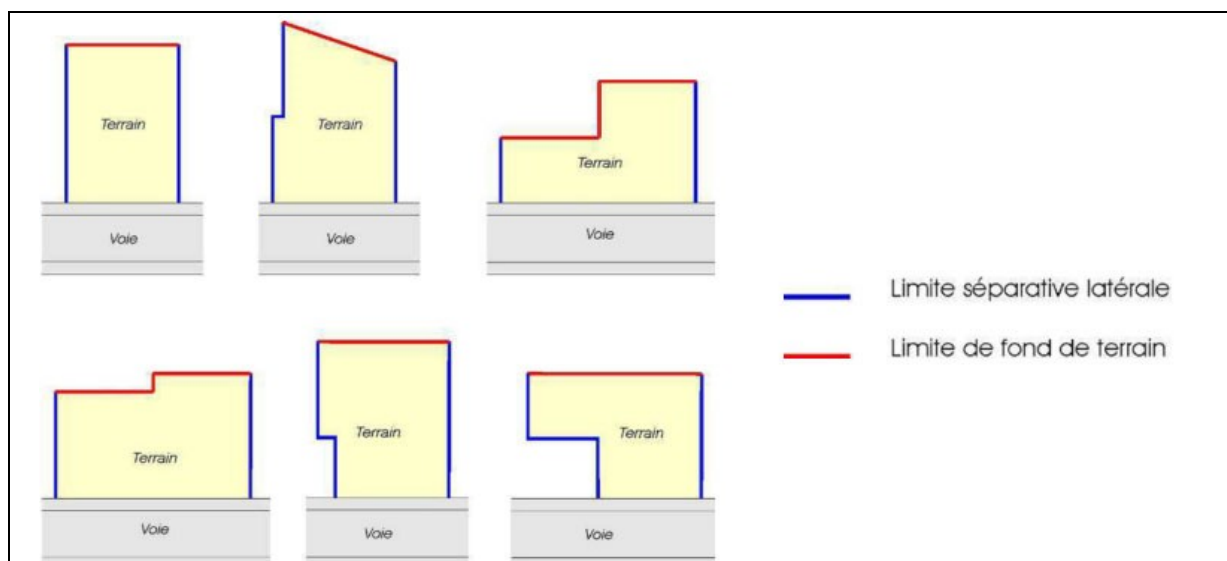 Terrain
Terrain
Terrain
Voie
Voie
Voie
Limite séparative latérale
Limite de fond de terrain
Terrain
Terrain
Terrain
Voie
Voie
Voie